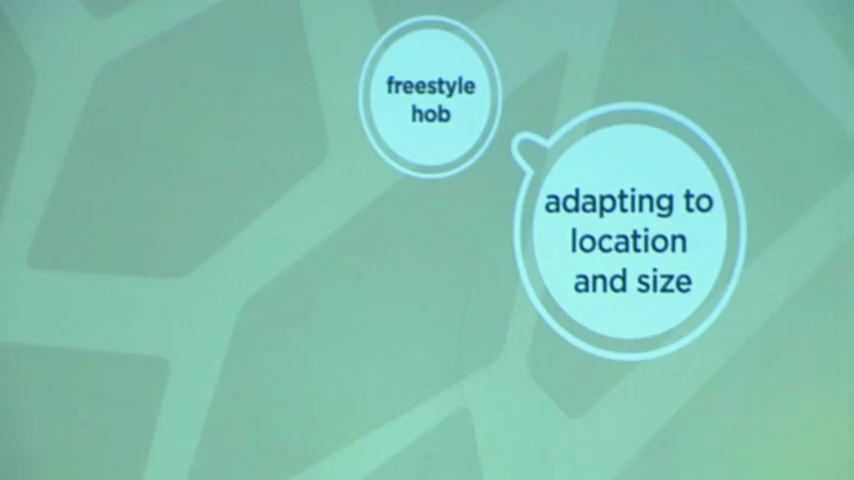 freestyle
hob
adapting to
location
and size